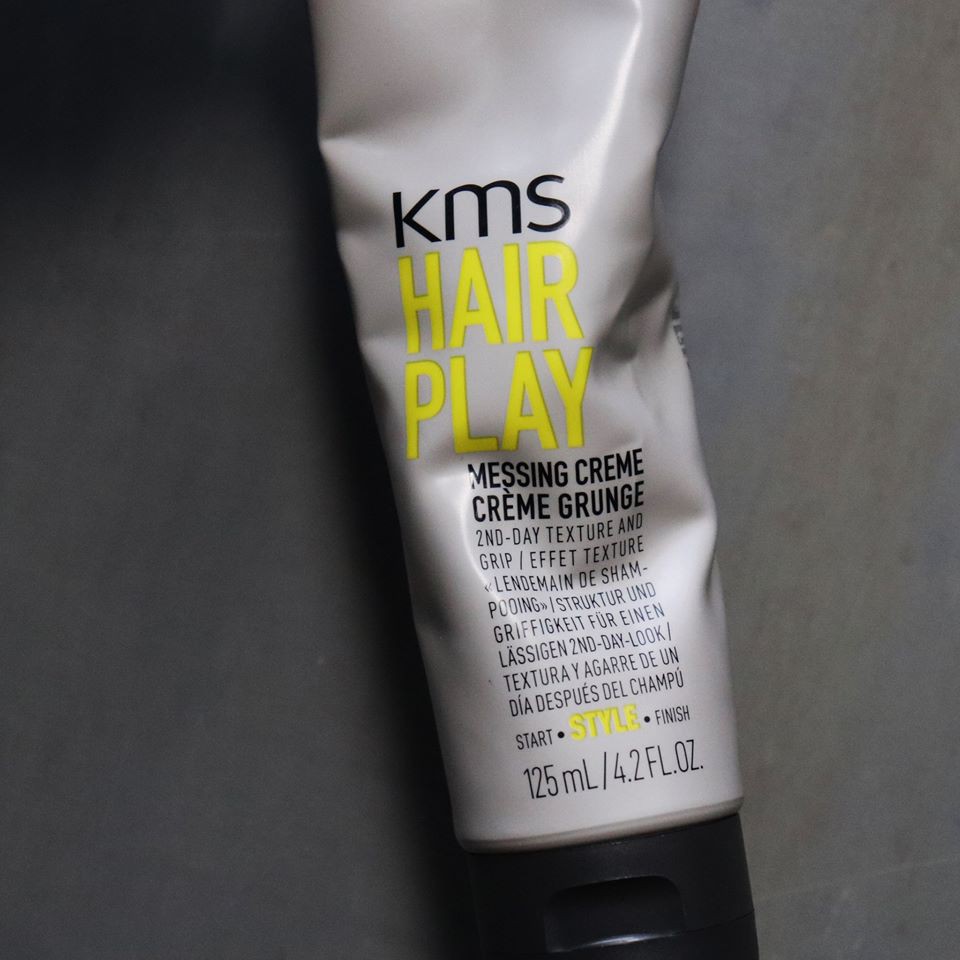 kms
HAIR
PLAY
MESSING CREME
CRÈME GRUNGE
2ND-DAY TEXTURE AND
GRIP / EFFET TEXTURE
«LENDEMAIN DE SHAM-
POOING» / STRUKTUR UND
GRIFFIGKEIT FÜR EINEN
LÄSSIGEN 2ND-DAY-LOOK /
TEXTURA Y AGARRE DE UN
DÍA DESPUÉS DEL CHAMPÚ
START • STYLE • FINISH
125 mL / 4.2 FL.OZ.